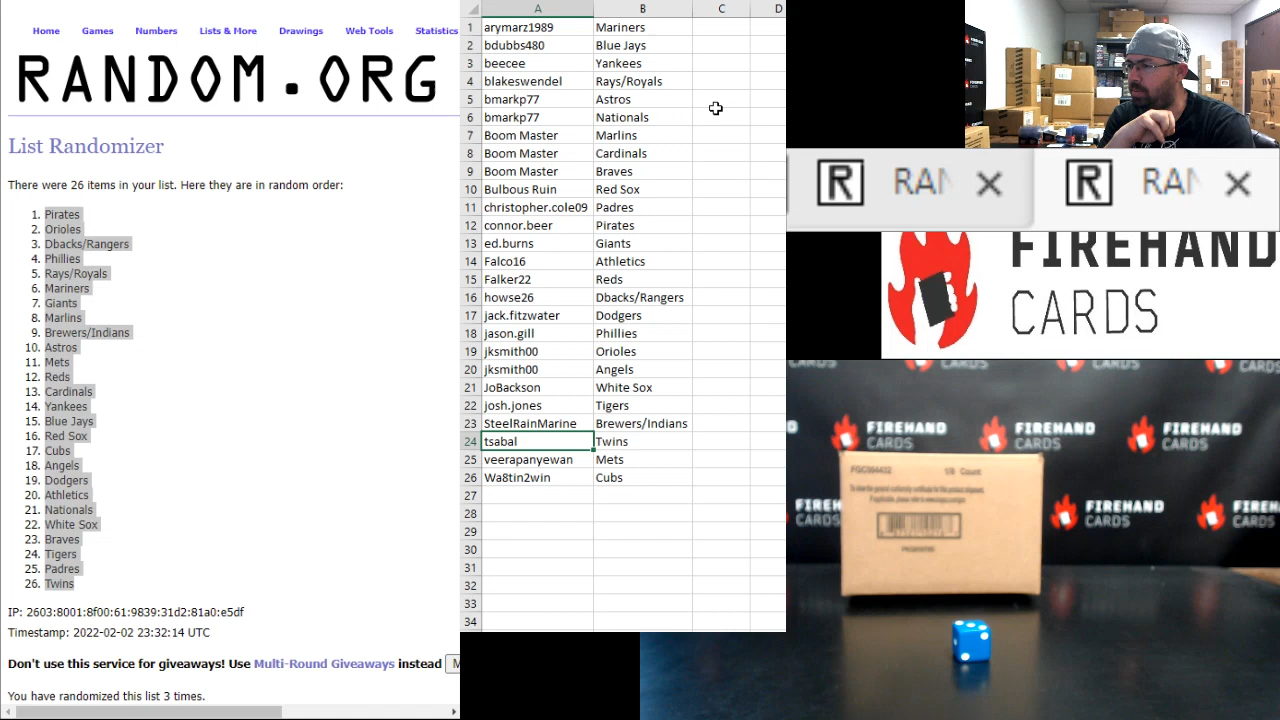 Home Games Numbers Lists & More Drawings Web Tools Statistics
RANDOM.ORG
List Randomizer
There were 26 items in your list. Here they are in random order:
1. Pirates
2. Orioles
3. Dbacks/Rangers
4. Phillies
5. Rays/Royals
6. Mariners
7. Giants
8. Marlins
9. Brewers/Indians
10. Astros
11. Mets
12. Reds
13. Cardinals
14. Yankees
15. Blue Jays
16. Red Sox
17. Cubs
18. Angels
19. Dodgers
20. Athletics
21. Nationals
22. White Sox
23. Braves
24. Tigers
25. Padres
26. Twins
IP: 2603:8001:8f00:61:9839:31d2:81a0:e5df
Timestamp: 2022-02-02 23:32:14 UTC
Don't use this service for giveaways! Use Multi-Round Giveaways instead
You have randomized this list 3 times.
A B C D
1 arymarz1989 Mariners
2 bdubbs480 Blue Jays
3 beecee Yankees
4 blakeswendel Rays/Royals
5 bmarkp77 Astros
6 bmarkp77 Nationals
7 Boom Master Marlins
8 Boom Master Cardinals
9 Boom Master Braves
10 Bulbous Ruin Red Sox
11 christopher.cole09 Padres
12 connor.beer Pirates
13 ed.burns Giants
14 Falco16 Athletics
15 Falker22 Reds
16 howse26 Dbacks/Rangers
17 jack.fitzwater Dodgers
18 jason.gill Phillies
19 jksmith00 Orioles
20 jksmith00 Angels
21 JoBackson White Sox
22 josh.jones Tigers
23 SteelRainMarine Brewers/Indians
24 tsabal Twins
25 veerapanyewan Mets
26 Wa8tin2win Cubs
27
28
29
30
31
32
33
34
R RAN R RAN
FIREHAND
CARDS
FIREHAND
CARDS
FIREHAND
CARDS
FIREHAND
CARDS
1/8 Count
FIREHAND
CARDS